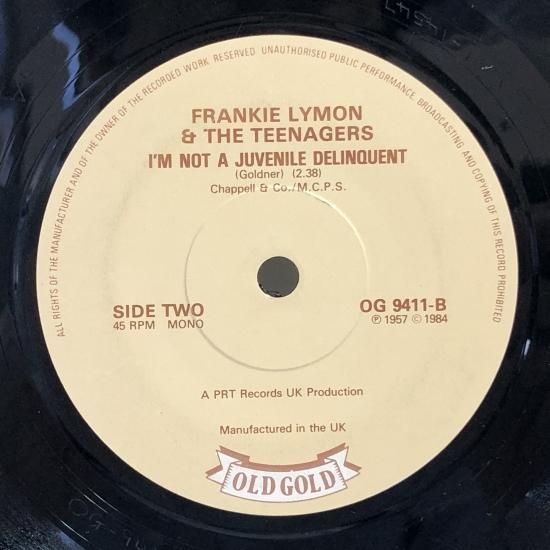 ALL RIGHTS OF THE MANUFACTURER AND OF THE OWNER OF THE RECORDED WORK RESERVED UNAUTHORISED PUBLIC PERFORMANCE, BROADCASTING AND COPYING OF THIS RECORD PROHIBITED
FRANKIE LYMON
& THE TEENAGERS
I'M NOT A JUVENILE DELINQUENT
(Goldner) (2.38)
Chappell & Co./M.C.P.S.
SIDE TWO
45 RPM MONO
OG 9411-B
Ⓟ 1957 © 1984
A PRT Records UK Production
Manufactured in the UK
OLD GOLD